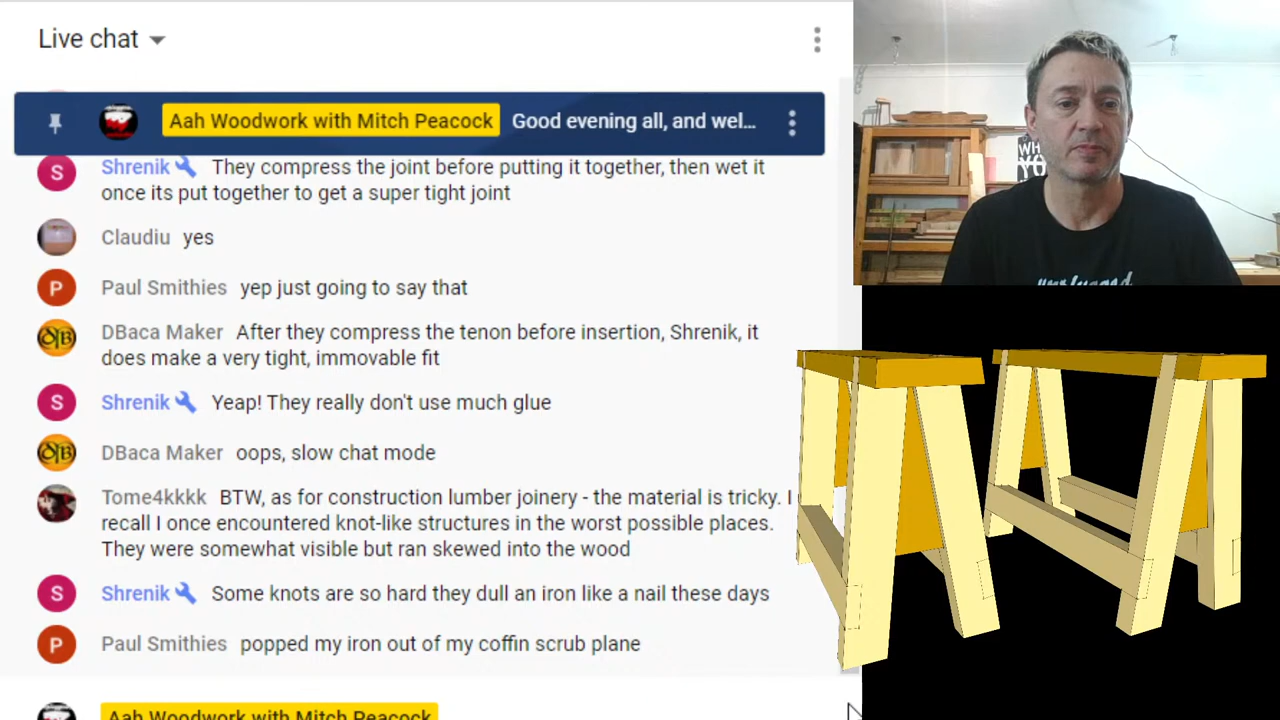 Live chat
Aah Woodwork with Mitch Peacock Good evening all, and wel...
S Shrenik They compress the joint before putting it together, then wet it
once its put together to get a super tight joint
Claudiu yes
P Paul Smithies yep just going to say that
DBaca Maker After they compress the tenon before insertion, Shrenik, it
does make a very tight, immovable fit
S Shrenik Yeap! They really don't use much glue
DBaca Maker oops, slow chat mode
Tome4kkkk BTW, as for construction lumber joinery - the material is tricky. I
recall I once encountered knot-like structures in the worst possible places.
They were somewhat visible but ran skewed into the wood
S Shrenik Some knots are so hard they dull an iron like a nail these days
P Paul Smithies popped my iron out of my coffin scrub plane
Aah Woodwork with Mitch Peacock
WH
YO
unplugged